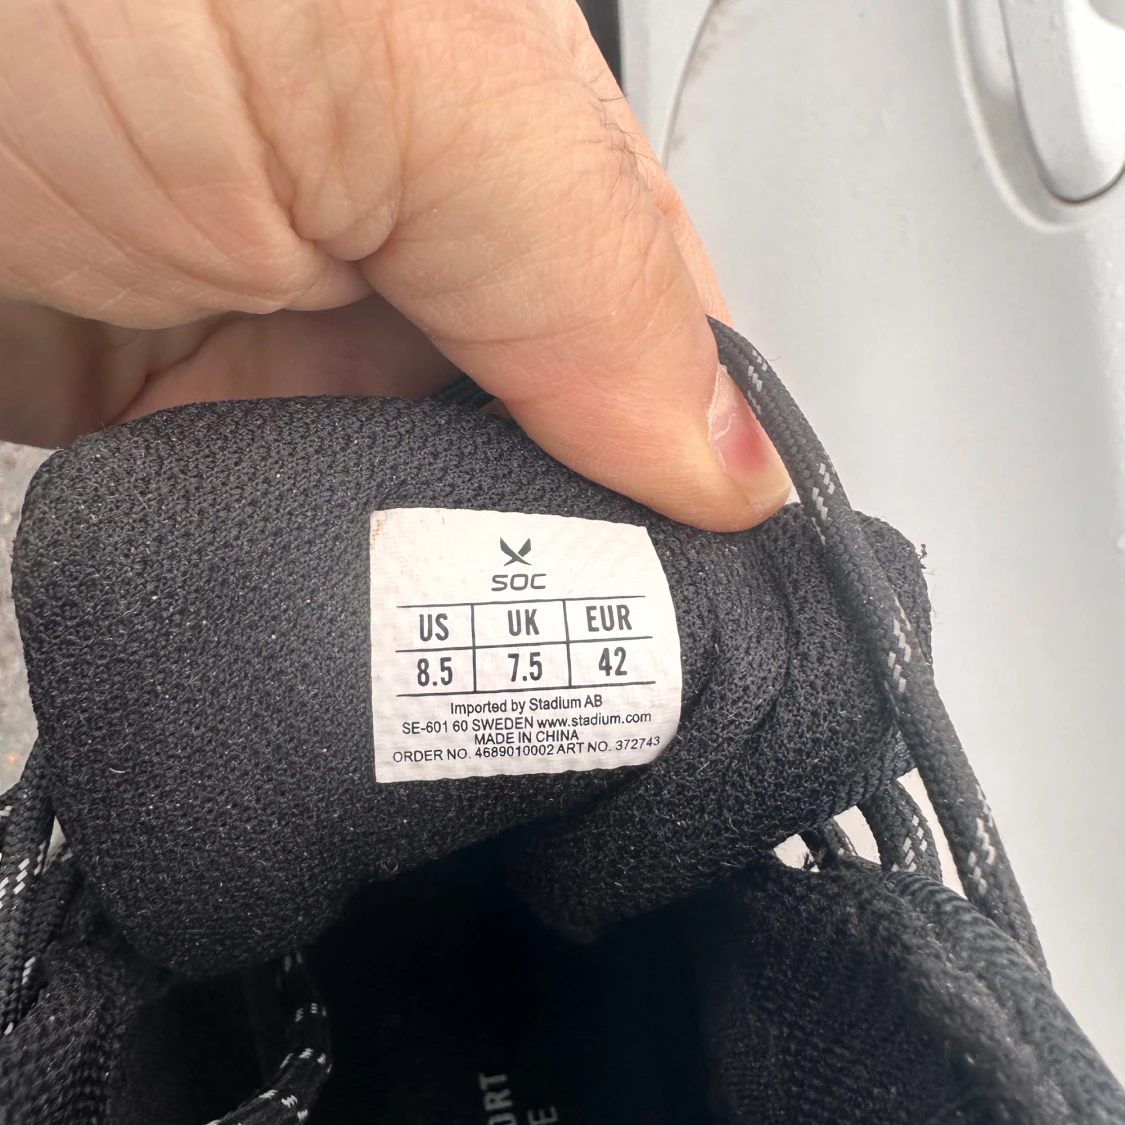 SOC
US UK EUR
8.5 7.5 42
Imported by Stadium AB
SE-601 60 SWEDEN www.stadium.com
MADE IN CHINA
ORDER NO. 4689010002 ART NO. 372743